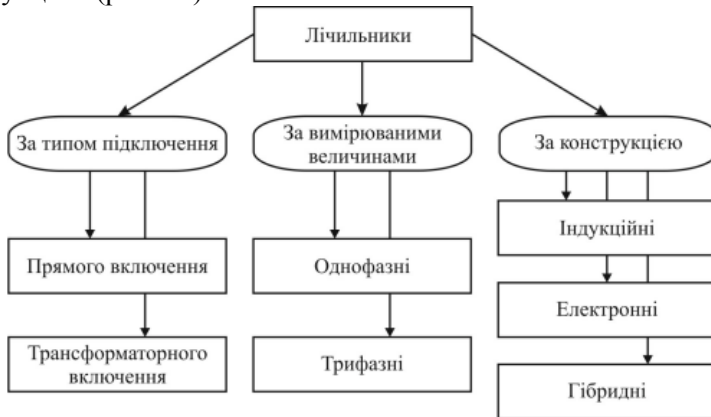 Лічильники
За типом підключення
За вимірюваними
величинами
За конструкцією
Прямого включення
Однофазні
Індукційні
Трансформаторного
включення
Трифазні
Електронні
Гібридні